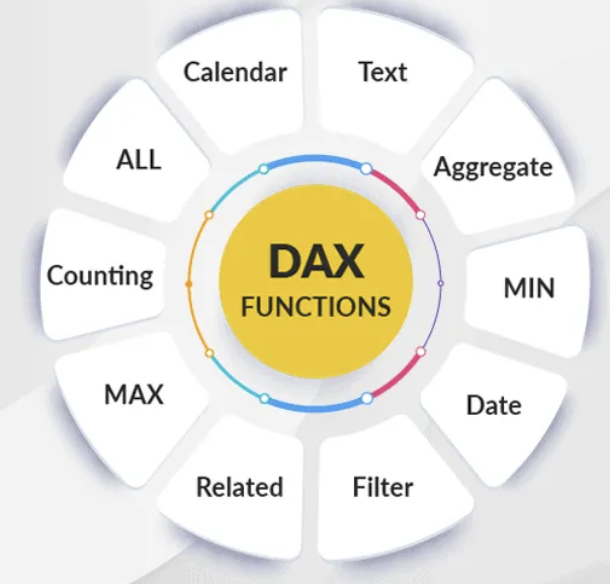 Calendar
Text
ALL
Aggregate
DAX
FUNCTIONS
Counting
MIN
MAX
Date
Related
Filter